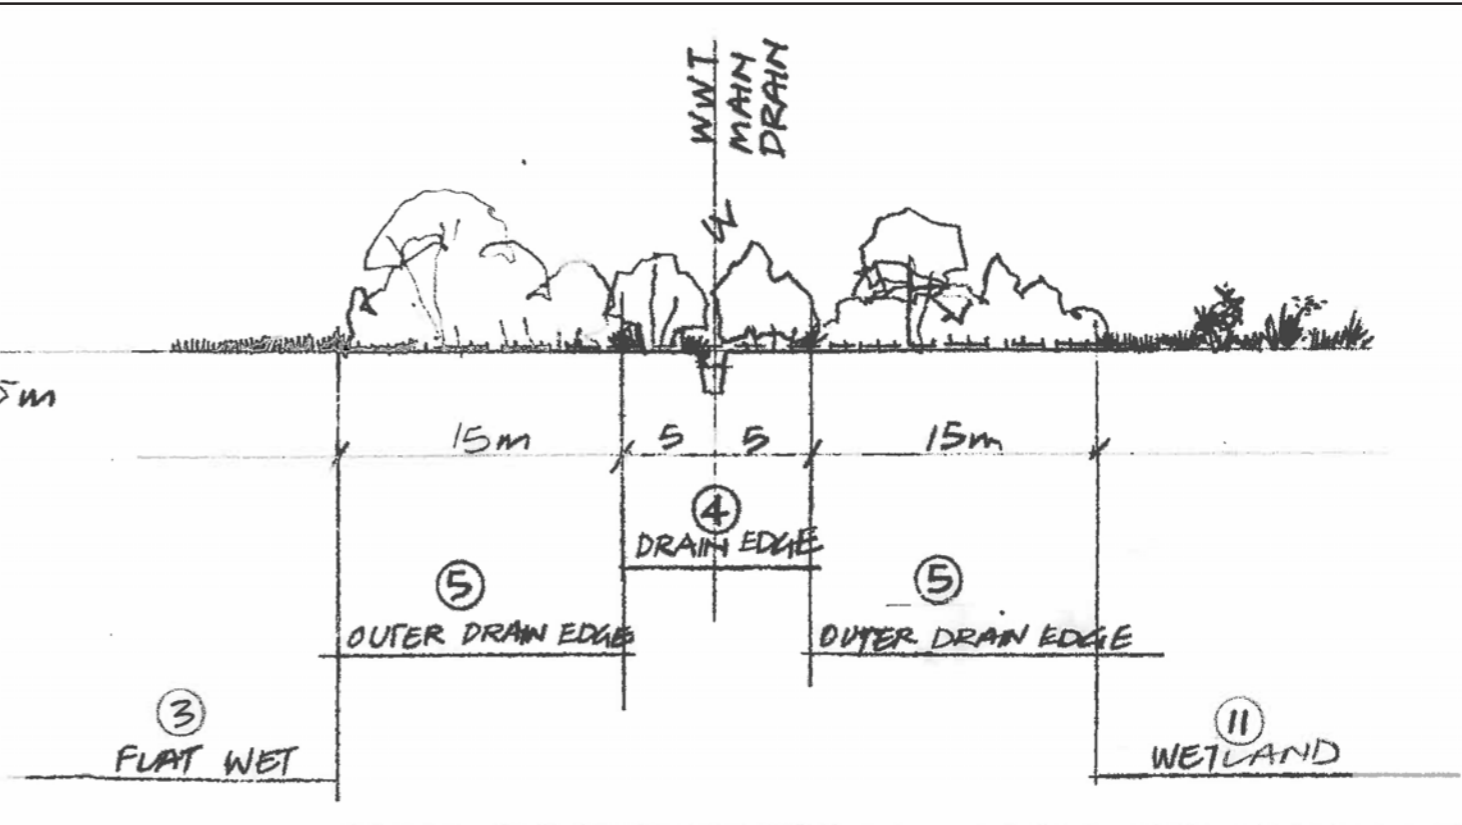 WWT
MAIN
DRAIN
5m
15m
5
5
15m
4
DRAIN EDGE
5
OUTER DRAIN EDGE
5
OUTER DRAIN EDGE
3
FLAT WET
11
WETLAND